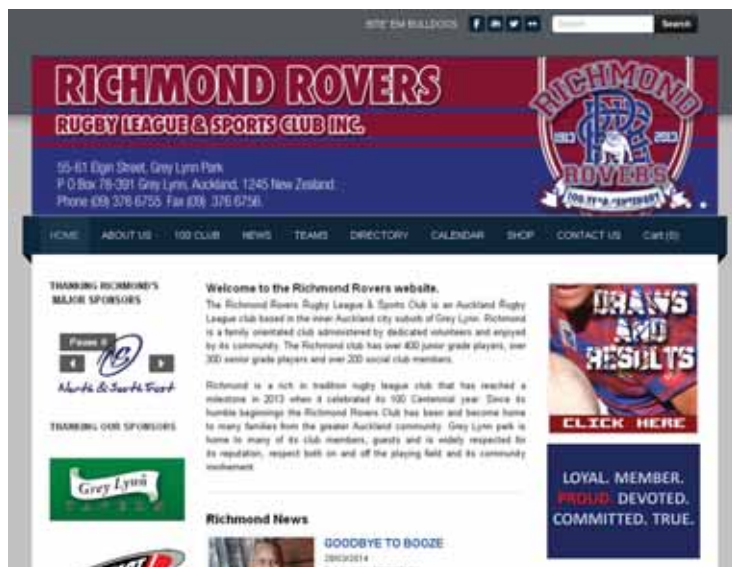 BITE 'EM BULLDOGS
Search
RICHMOND ROVERS
RUGBY LEAGUE & SPORTS CLUB INC.
55-61 Elgin Street, Grey Lynn Park
P O Box 78-391 Grey Lynn, Auckland, 1245 New Zealand.
Phone (09) 376 6755 Fax (09) 376 6756.
RICHMOND
1913 2013
ROVERS
100 YEAR CENTENARY
HOME ABOUT US 100 CLUB NEWS TEAMS DIRECTORY CALENDAR SHOP CONTACT US Cart (0)
THANKING RICHMOND'S
MAJOR SPONSORS
Pause
North & South Trust
THANKING OUR SPONSORS
Grey Lynn
Welcome to the Richmond Rovers website.
The Richmond Rovers Rugby League & Sports Club is an Auckland Rugby
League club based in the inner Auckland city suburb of Grey Lynn. Richmond
is a family orientated club administered by dedicated volunteers and enjoyed
by its community. The Richmond club has over 400 junior grade players, over
300 senior grade players and over 200 social club members.
Richmond is a rich in tradition rugby league club that has reached a
milestone in 2013 when it celebrated its 100 Centennial year. Since its
humble beginnings the Richmond Rovers Club has been and become home
to many families from the greater Auckland community. Grey Lynn park is
home to many of its club members, guests and is widely respected for
its reputation, respect both on and off the playing field and its community
involvement.
Richmond News
GOODBYE TO BOOZE
28/03/2014
DRAWS
AND
RESULTS
CLICK HERE
LOYAL. MEMBER.
PROUD. DEVOTED.
COMMITTED. TRUE.